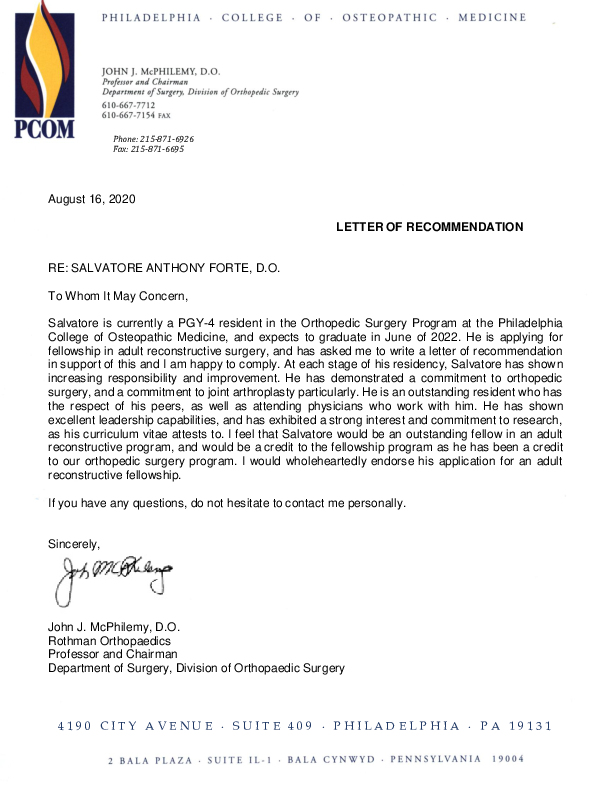 PHILADELPHIA · COLLEGE · OF · OSTEOPATHIC · MEDICINE
PCOM
JOHN J. McPHILEMY, D.O.
Professor and Chairman
Department of Surgery, Division of Orthopedic Surgery
610-667-7712
610-667-7154 FAX
Phone: 215-871-6926
Fax: 215-871-6695
August 16, 2020
LETTER OF RECOMMENDATION
RE: SALVATORE ANTHONY FORTE, D.O.
To Whom It May Concern,
Salvatore is currently a PGY-4 resident in the Orthopedic Surgery Program at the Philadelphia
College of Osteopathic Medicine, and expects to graduate in June of 2022. He is applying for
fellowship in adult reconstructive surgery, and has asked me to write a letter of recommendation
in support of this and I am happy to comply. At each stage of his residency, Salvatore has shown
increasing responsibility and improvement. He has demonstrated a commitment to orthopedic
surgery, and a commitment to joint arthroplasty particularly. He is an outstanding resident who has
the respect of his peers, as well as attending physicians who work with him. He has shown
excellent leadership capabilities, and has exhibited a strong interest and commitment to research,
as his curriculum vitae attests to. I feel that Salvatore would be an outstanding fellow in an adult
reconstructive program, and would be a credit to the fellowship program as he has been a credit
to our orthopedic surgery program. I would wholeheartedly endorse his application for an adult
reconstructive fellowship.
If you have any questions, do not hesitate to contact me personally.
Sincerely,
John McPhilemy
John J. McPhilemy, D.O.
Rothman Orthopaedics
Professor and Chairman
Department of Surgery, Division of Orthopaedic Surgery
4190 CITY AVENUE · SUITE 409 · PHILADELPHIA · PA 19131
2 BALA PLAZA · SUITE IL-1 · BALA CYNWYD · PENNSYLVANIA 19004